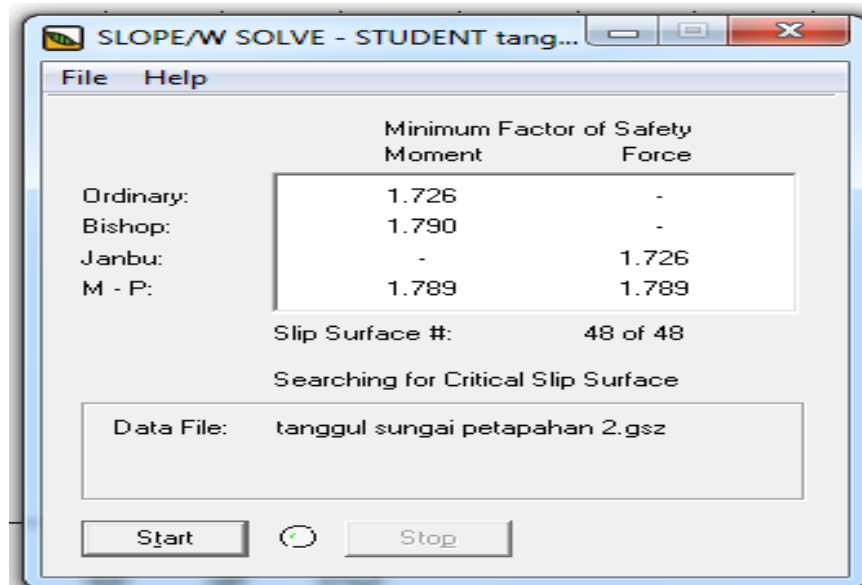 SLOPE/W SOLVE - STUDENT tang...
File Help
Minimum Factor of Safety
Moment Force
Ordinary: 1.726 -
Bishop: 1.790 -
Janbu: - 1.726
M - P: 1.789 1.789
Slip Surface #: 48 of 48
Searching for Critical Slip Surface
Data File: tanggul sungai petapahan 2.gsz
Start Stop